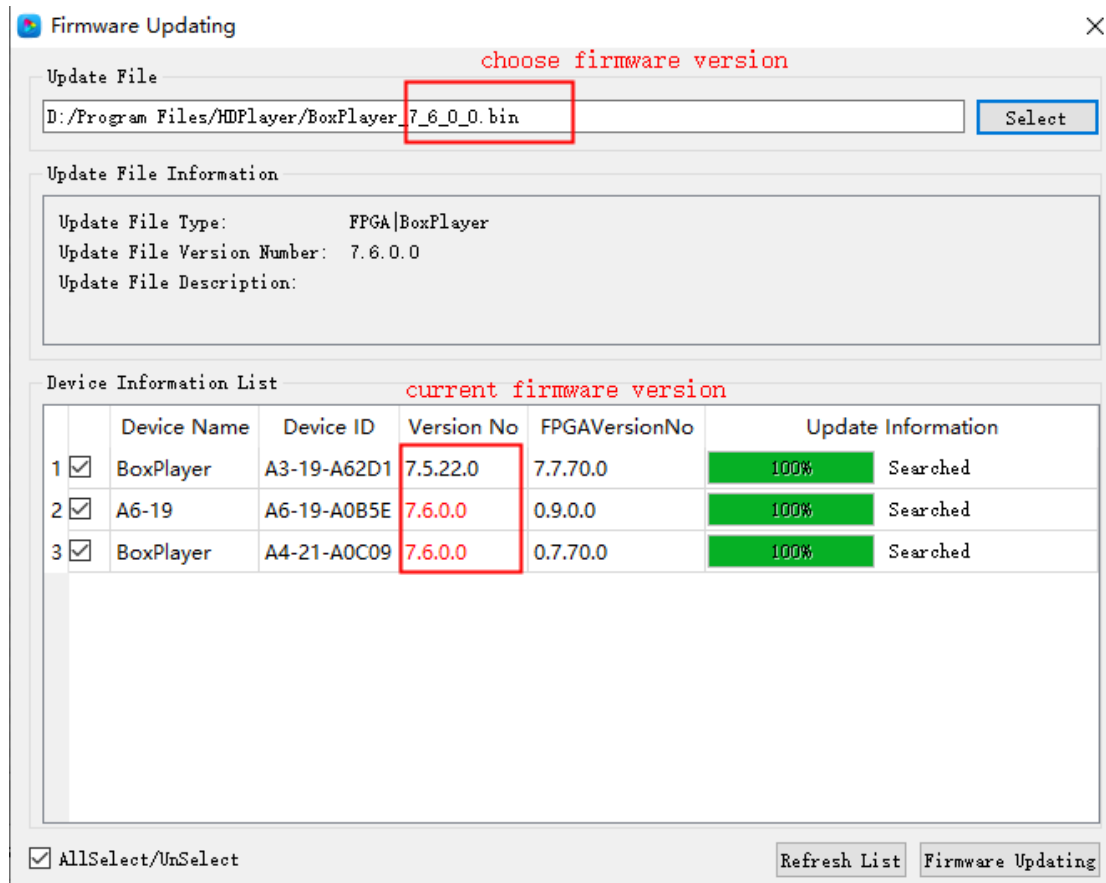 Firmware Updating
choose firmware version
Update File
D:/Program Files/HDPlayer/BoxPlayer_7_6_0_0.bin Select
Update File Information
Update File Type: FPGA|BoxPlayer
Update File Version Number: 7.6.0.0
Update File Description:
Device Information List
current firmware version
Device Name Device ID Version No FPGAVersionNo Update Information
1 BoxPlayer A3-19-A62D1 7.5.22.0 7.7.70.0 100% Searched
2 A6-19 A6-19-A0B5E 7.6.0.0 0.9.0.0 100% Searched
3 BoxPlayer A4-21-A0C09 7.6.0.0 0.7.70.0 100% Searched
AllSelect/UnSelect Refresh List Firmware Updating